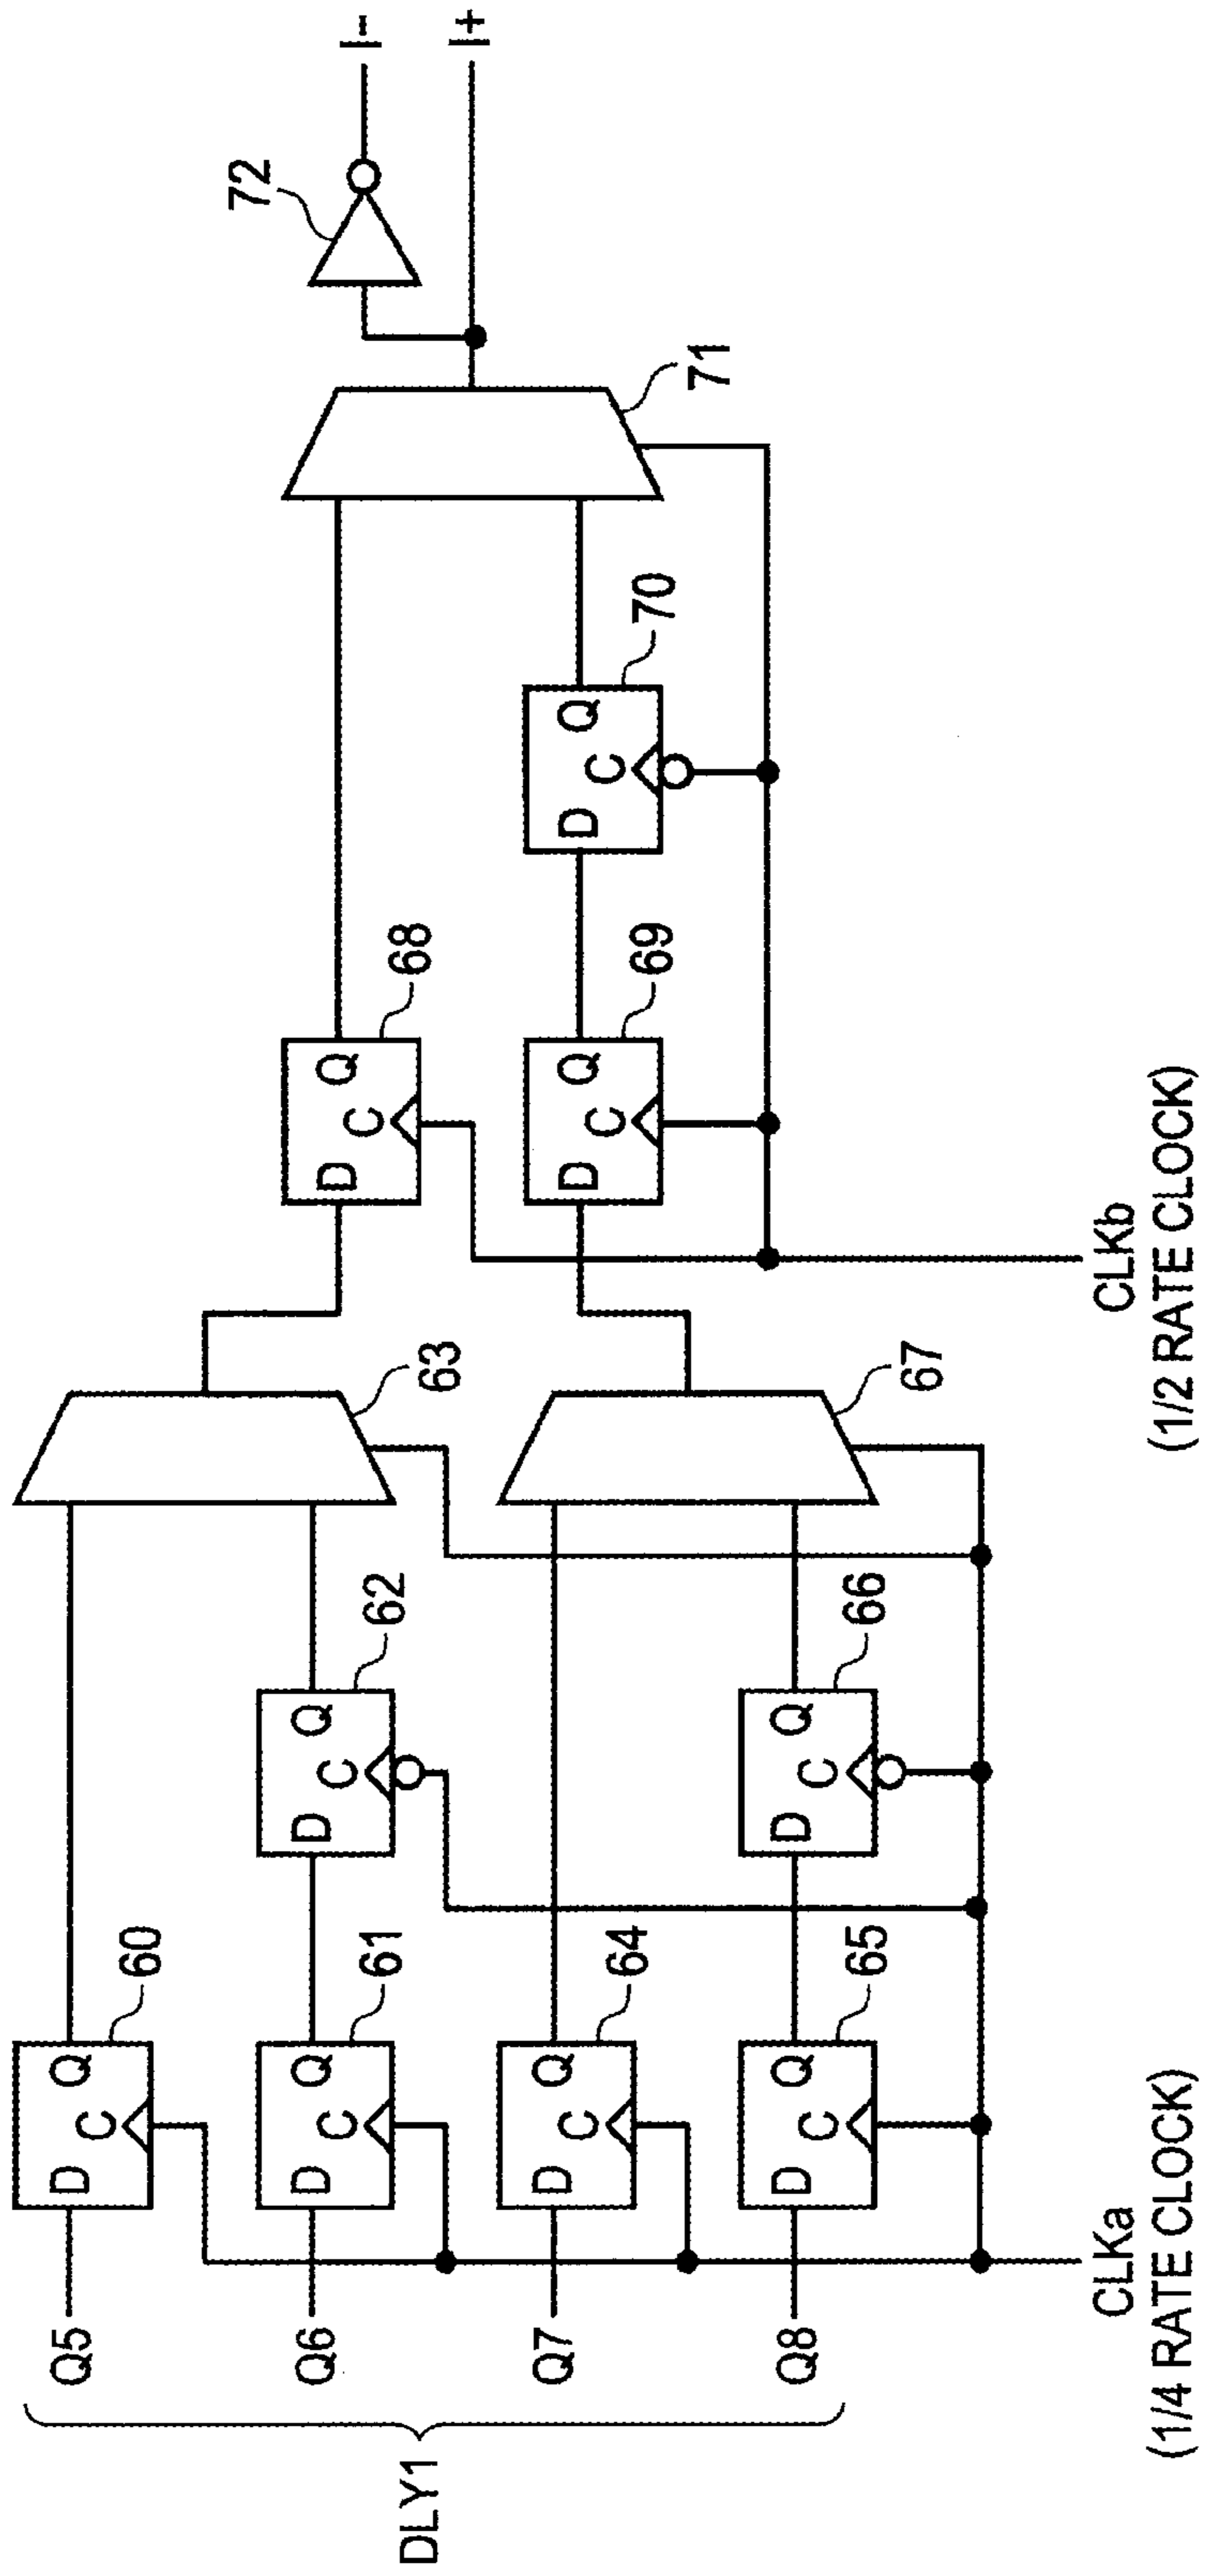 DLY1
Q5
Q6
Q7
Q8
D
C
Q
60
D
C
Q
61
D
C
Q
62
D
C
Q
64
D
C
Q
65
D
C
Q
66
63
67
CLKa
(1/4 RATE CLOCK)
D
C
Q
68
D
C
Q
69
D
C
Q
70
71
72
I-
I+
CLKb
(1/2 RATE CLOCK)